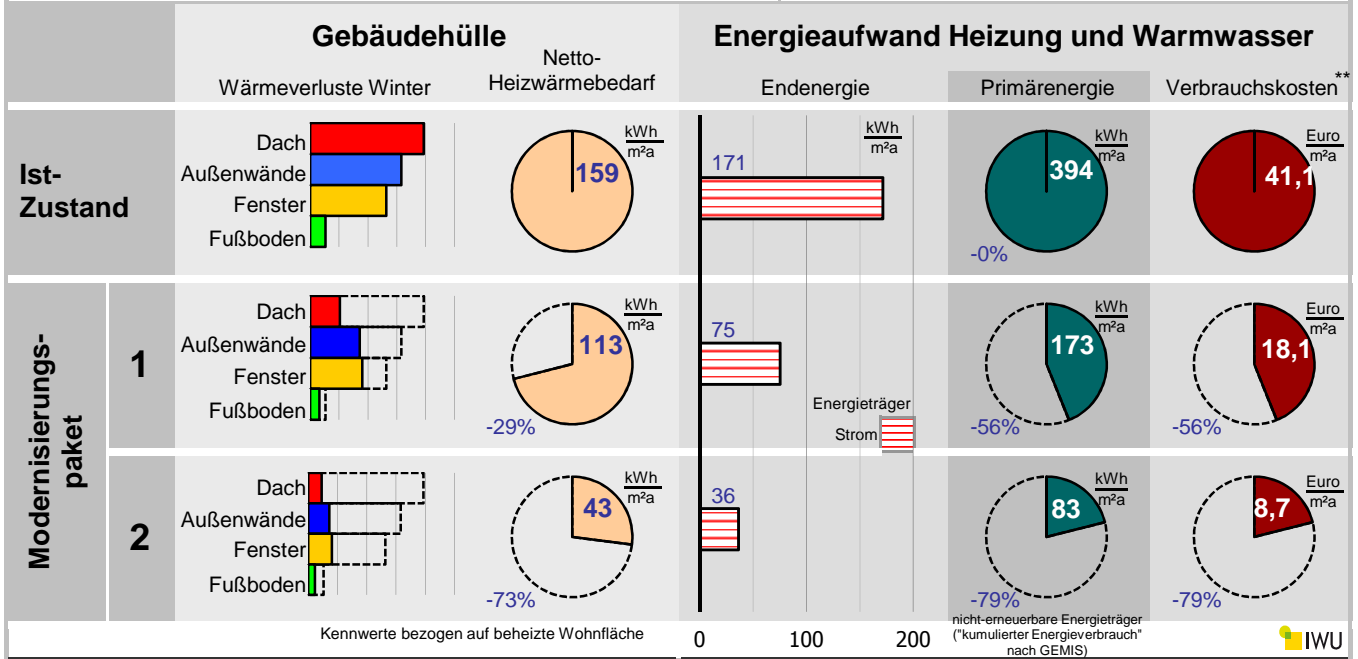 Gebäudehülle
Energieaufwand Heizung und Warmwasser
Wärmeverluste Winter
Netto-
Heizwärmebedarf
Endenergie
Primärenergie
Verbrauchskosten**
Ist-
Zustand
Dach
Außenwände
Fenster
Fußboden
159
kWh
m²a
171
kWh
m²a
394
kWh
m²a
-0%
41,1
Euro
m²a
Modernisierungs-
paket
1
Dach
Außenwände
Fenster
Fußboden
113
kWh
m²a
-29%
75
Energieträger
Strom
173
kWh
m²a
-56%
18,1
Euro
m²a
-56%
2
Dach
Außenwände
Fenster
Fußboden
43
kWh
m²a
-73%
36
83
kWh
m²a
-79%
8,7
Euro
m²a
-79%
Kennwerte bezogen auf beheizte Wohnfläche
0 100 200
nicht-erneuerbare Energieträger
("kumulierter Energieverbrauch"
nach GEMIS)
IWU